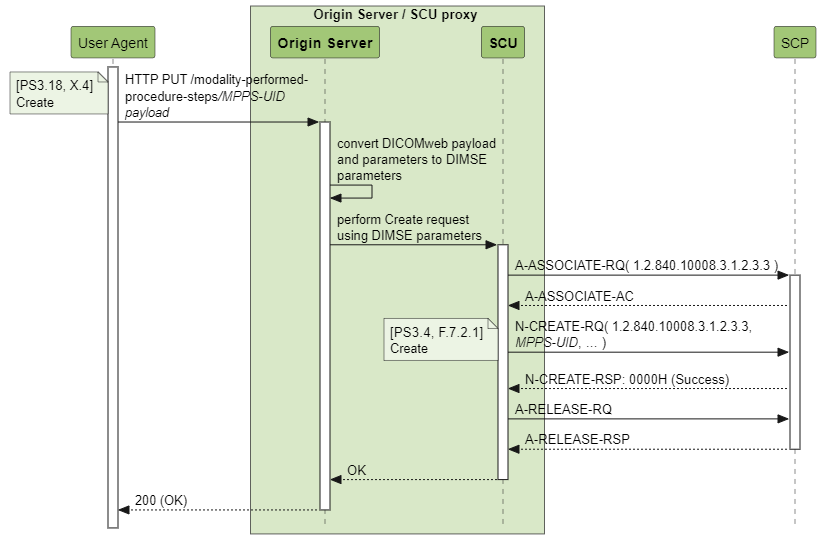 Origin Server / SCU proxy
User Agent
Origin Server
SCU
SCP
[PS3.18, X.4]
Create
HTTP PUT /modality-performed-
procedure-steps/MPPS-UID
payload
convert DICOMweb payload
and parameters to DIMSE
parameters
perform Create request
using DIMSE parameters
A-ASSOCIATE-RQ( 1.2.840.10008.3.1.2.3.3 )
A-ASSOCIATE-AC
[PS3.4, F.7.2.1]
Create
N-CREATE-RQ( 1.2.840.10008.3.1.2.3.3,
MPPS-UID, ... )
N-CREATE-RSP: 0000H (Success)
A-RELEASE-RQ
A-RELEASE-RSP
OK
200 (OK)